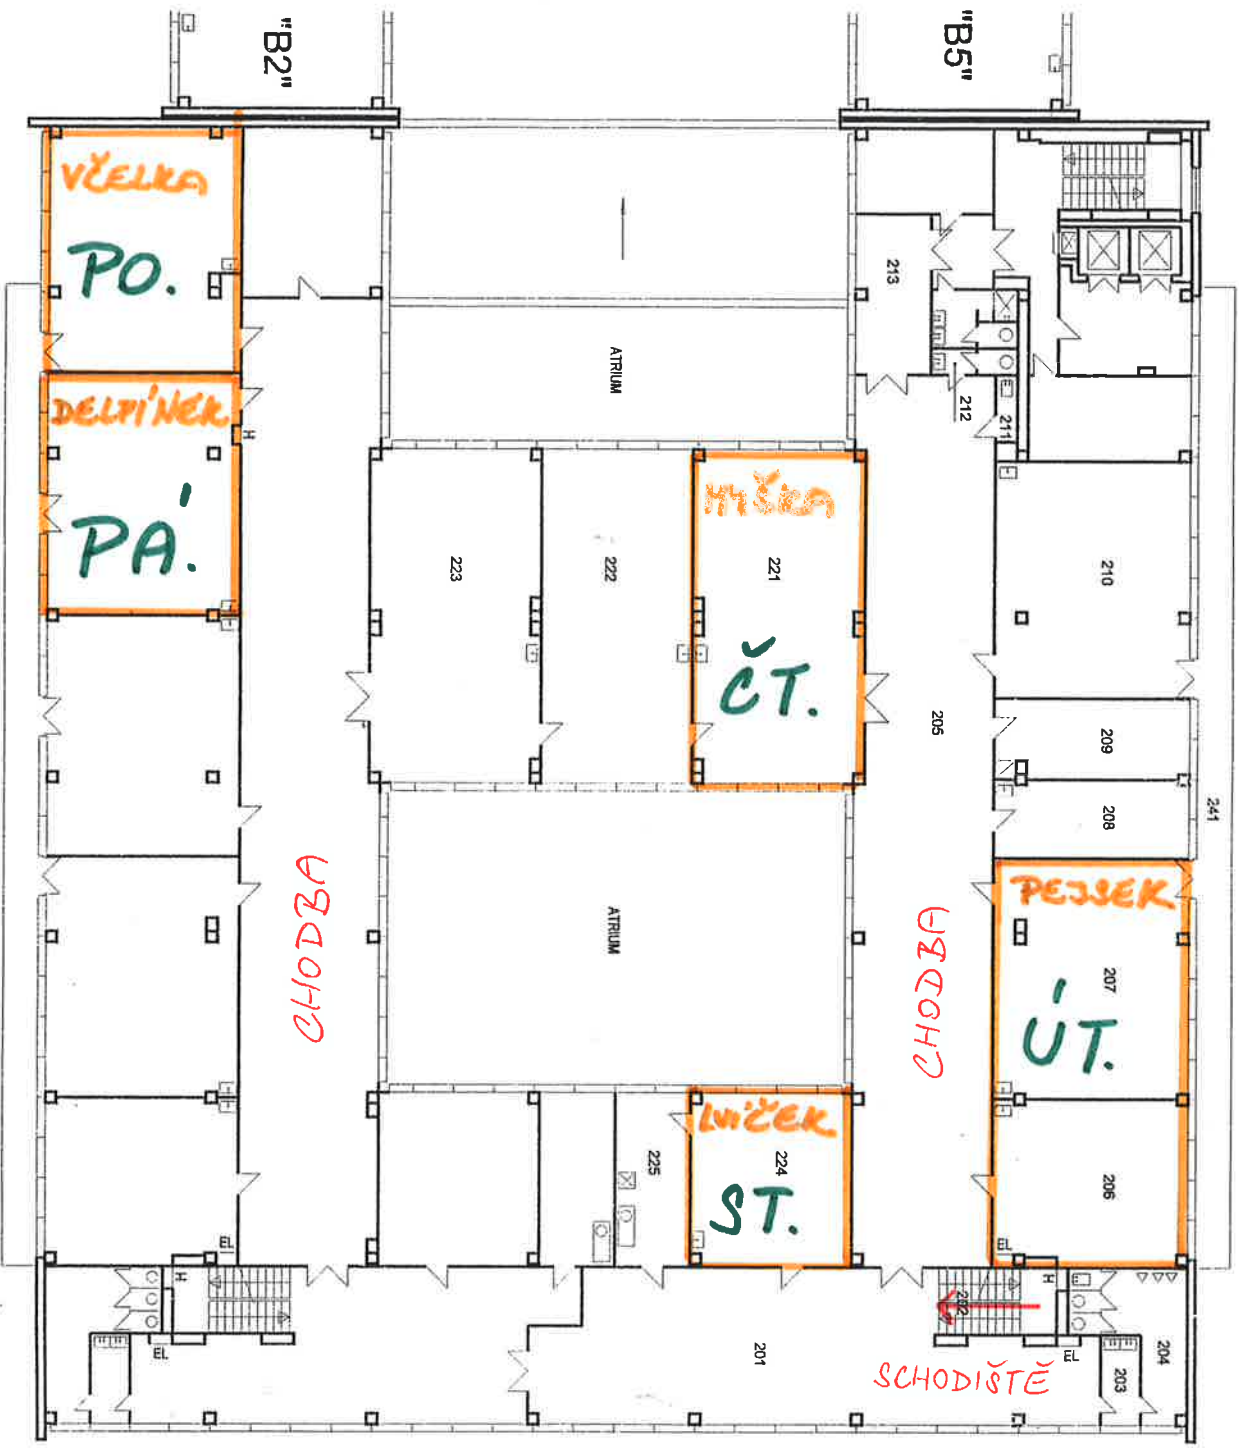 "B2"
"B5"
VČELKA
PO.
213
ATRIUM
DELFÍNEK
H
212
211
PÁ.
MYŠKA
223
222
221
210
ČT.
205
209
208
241
CHODBA
ATRIUM
CHODBA
PEJSEK
207
ÚT.
LVÍČEK
225
224
206
ST.
EL
EL
H
H
202
EL
201
EL
204
203
SCHODIŠTĚ